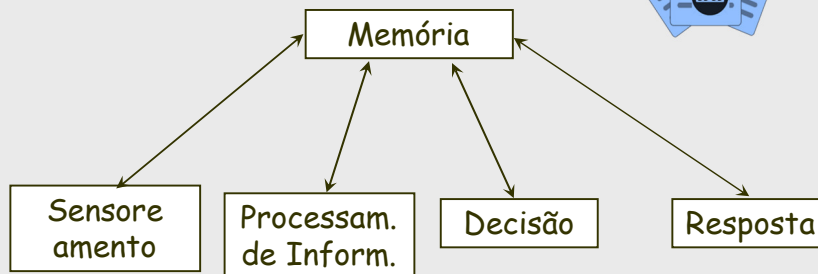 Memória
Sensore
amento
Processam.
de Inform.
Decisão
Resposta